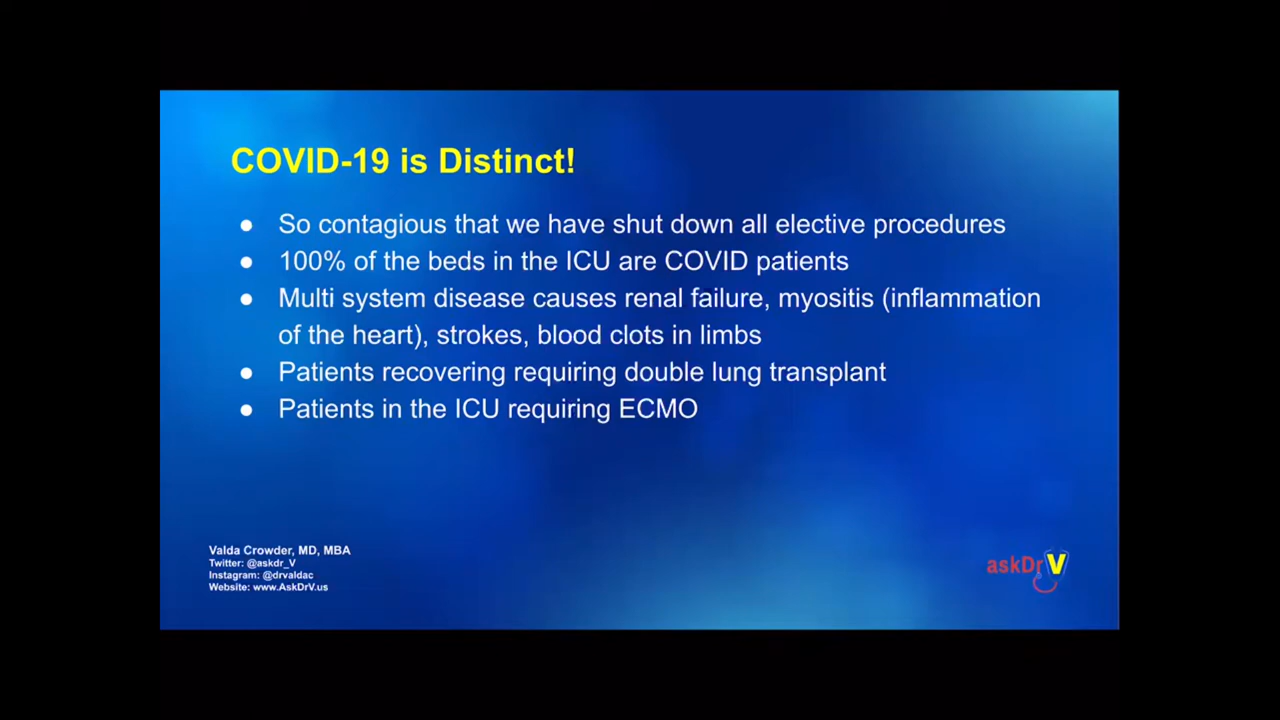 COVID-19 is Distinct!
● So contagious that we have shut down all elective procedures
● 100% of the beds in the ICU are COVID patients
● Multi system disease causes renal failure, myositis (inflammation
of the heart), strokes, blood clots in limbs
● Patients recovering requiring double lung transplant
● Patients in the ICU requiring ECMO
Valda Crowder, MD, MBA
Twitter: @askdr_V
Instagram: @drvaldac
Website: www.AskDrV.us
askDrV